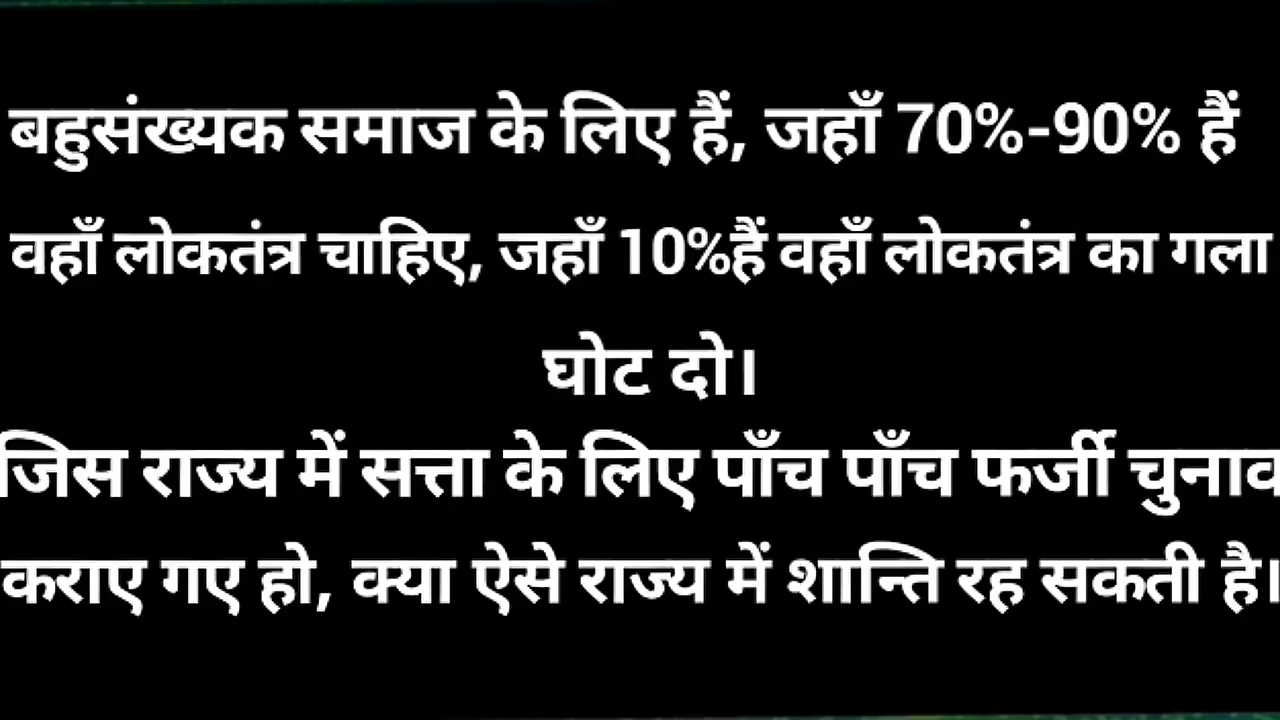 बहुसंख्यक समाज के लिए हैं, जहाँ 70%-90% हैं
वहाँ लोकतंत्र चाहिए, जहाँ 10%हैं वहाँ लोकतंत्र का गला
घोट दो।
जिस राज्य में सत्ता के लिए पाँच पाँच फर्जी चुनाव
कराए गए हो, क्या ऐसे राज्य में शान्ति रह सकती है।